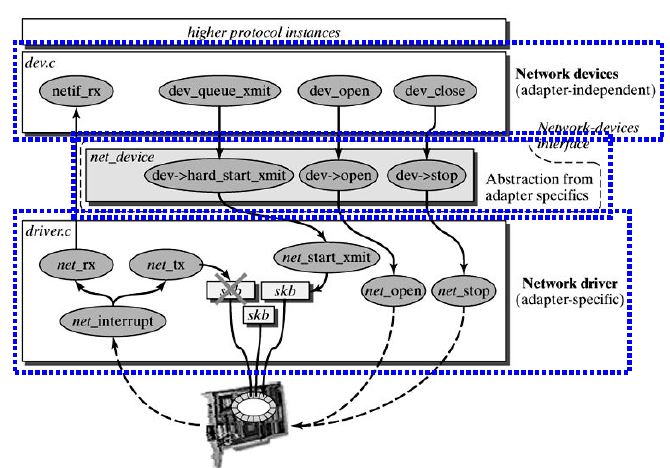 higher protocol instances
dev.c
netif_rx
dev_queue_xmit
dev_open
dev_close
Network devices
(adapter-independent)
Network-devices
interface
net_device
dev->hard_start_xmit
dev->open
dev->stop
Abstraction from
adapter specifics
driver.c
net_rx
net_tx
net_start_xmit
skb
skb
net_open
net_stop
Network driver
(adapter-specific)
net_interrupt